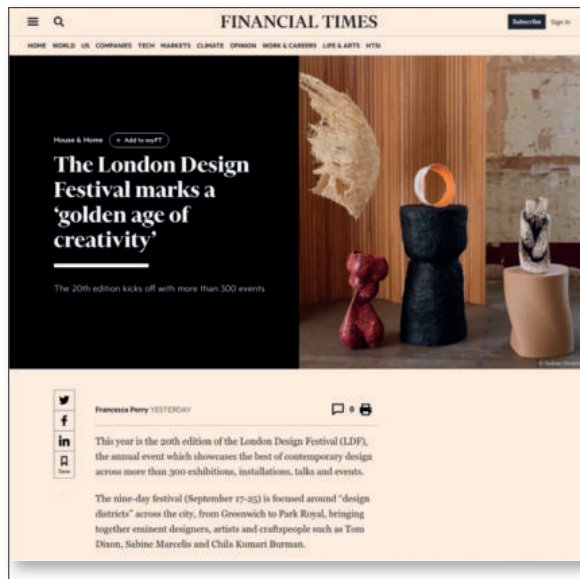 FINANCIAL TIMES
Subscribe Sign In
HOME WORLD US COMPANIES TECH MARKETS CLIMATE OPINION WORK & CAREERS LIFE & ARTS HTSI
House & Home + Add to myFT
The London Design
Festival marks a
‘golden age of
creativity’
The 20th edition kicks off with more than 300 events
Francesca Perry YESTERDAY
0
Save
This year is the 20th edition of the London Design Festival (LDF),
the annual event which showcases the best of contemporary design
across more than 300 exhibitions, installations, talks and events.
The nine-day festival (September 17-25) is focused around “design
districts” across the city, from Greenwich to Park Royal, bringing
together eminent designers, artists and craftspeople such as Tom
Dixon, Sabine Marcelis and Chila Kumari Burman.